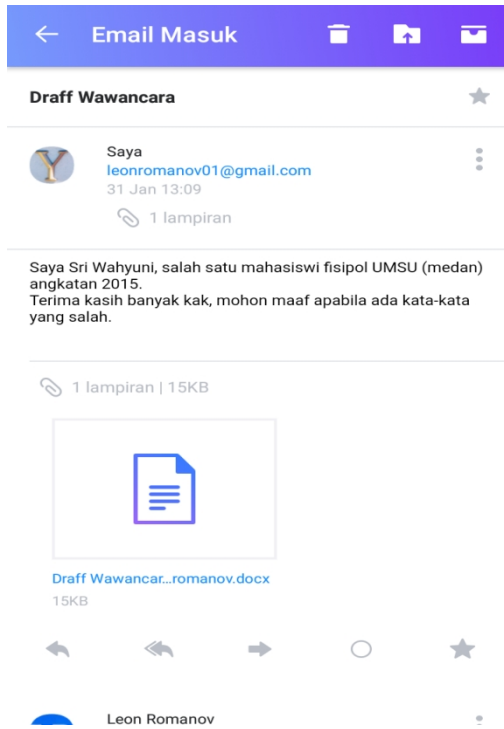 Email Masuk
Draff Wawancara
Saya
leonromanov01@gmail.com
31 Jan 13:09
1 lampiran
Saya Sri Wahyuni, salah satu mahasiswi fisipol UMSU (medan)
angkatan 2015.
Terima kasih banyak kak, mohon maaf apabila ada kata-kata
yang salah.
1 lampiran | 15KB
Draff Wawancar...romanov.docx
15KB
Leon Romanov